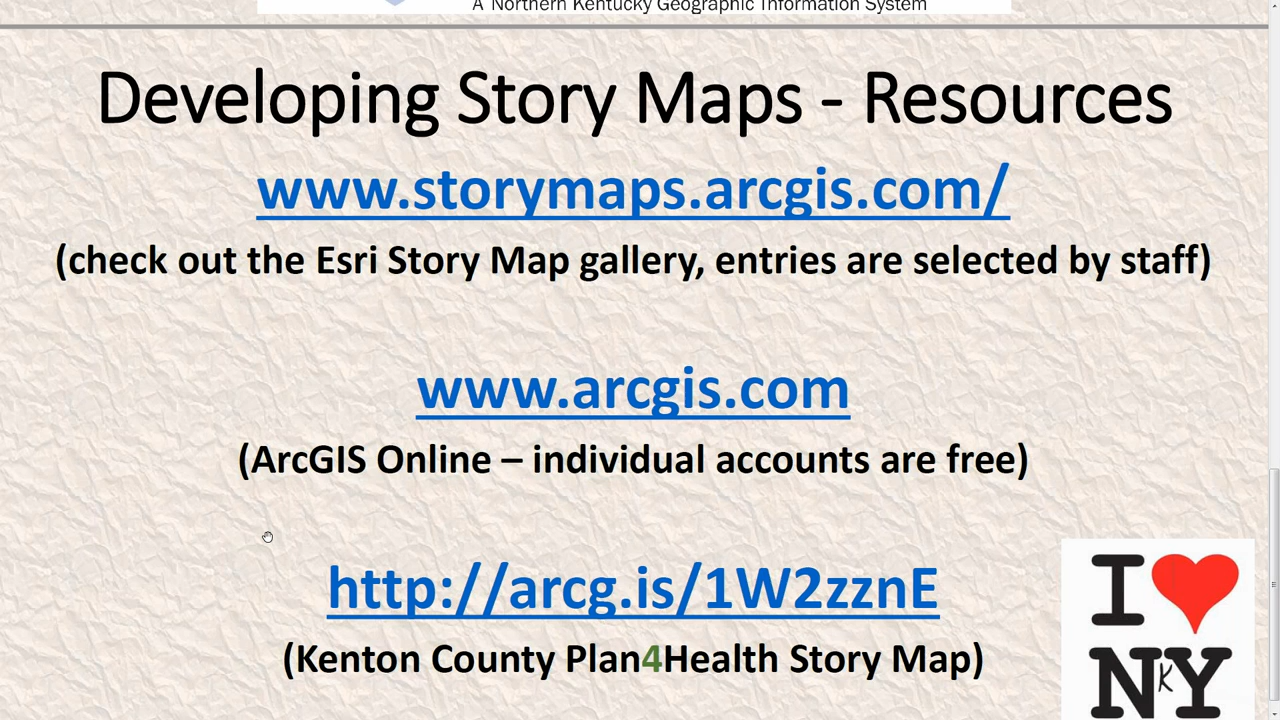 A Northern Kentucky Geographic Information System
Developing Story Maps - Resources
www.storymaps.arcgis.com/
(check out the Esri Story Map gallery, entries are selected by staff)
www.arcgis.com
(ArcGIS Online – individual accounts are free)
http://arcg.is/1W2zznE
(Kenton County Plan4Health Story Map)
I
NkY